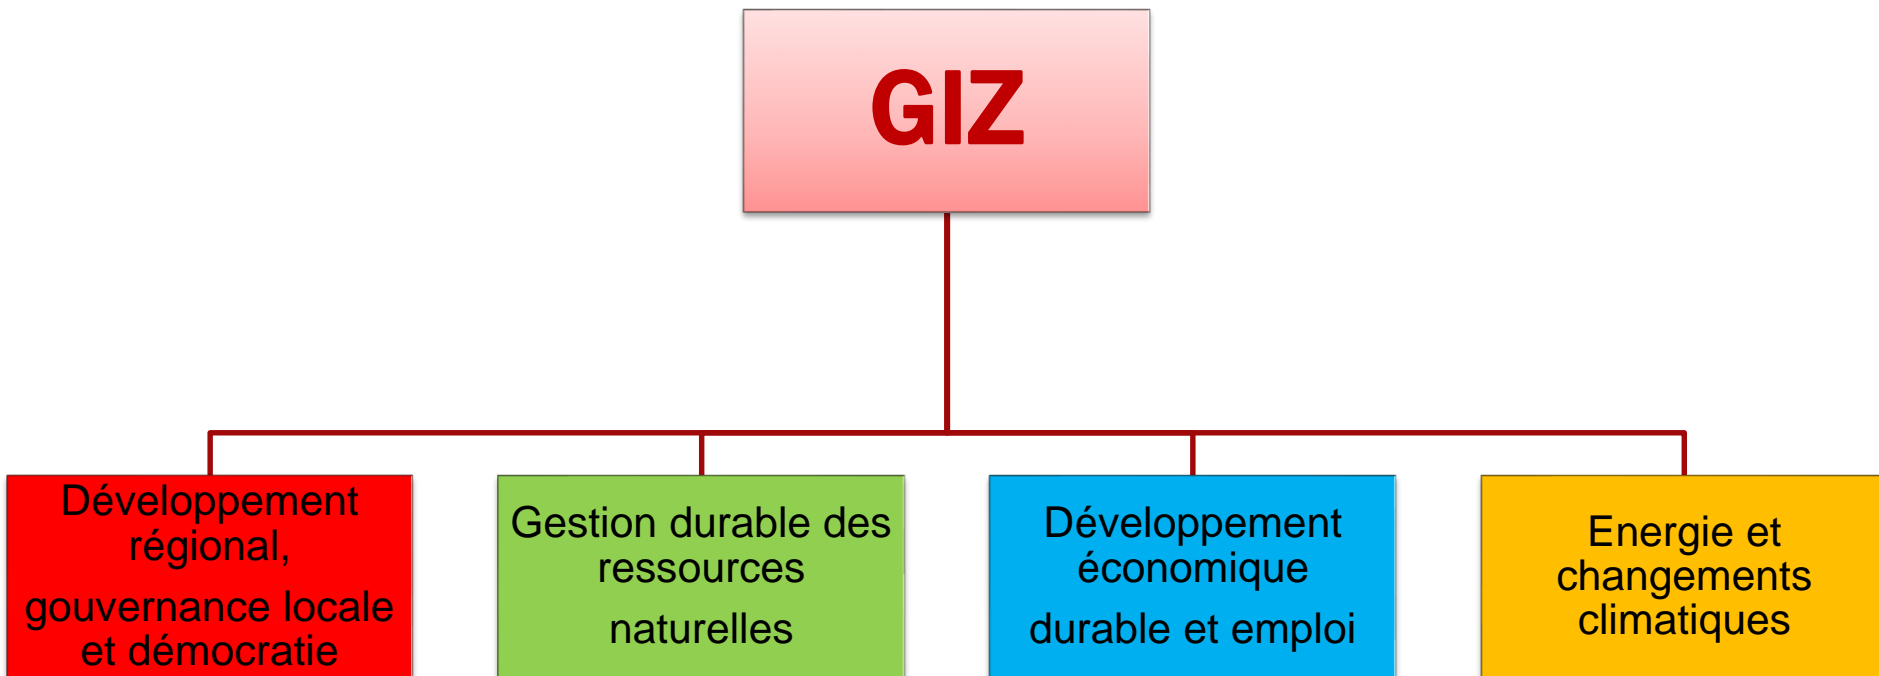 GIZ
Développement
régional,
gouvernance locale
et démocratie
Gestion durable des
ressources
naturelles
Développement
économique
durable et emploi
Energie et
changements
climatiques